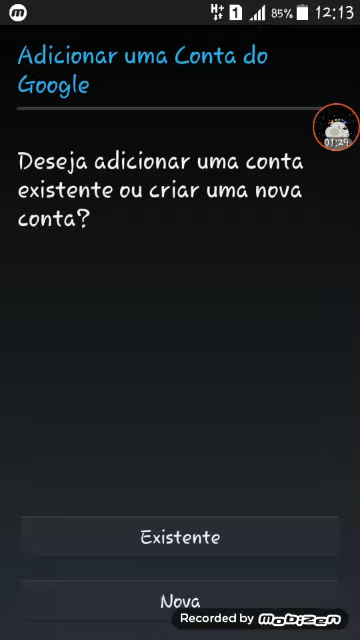 m H+ 1 85% 12:13
Adicionar uma Conta do
Google
01:29
Deseja adicionar uma conta
existente ou criar uma nova
conta?
Existente
Nova
Recorded by mobizen